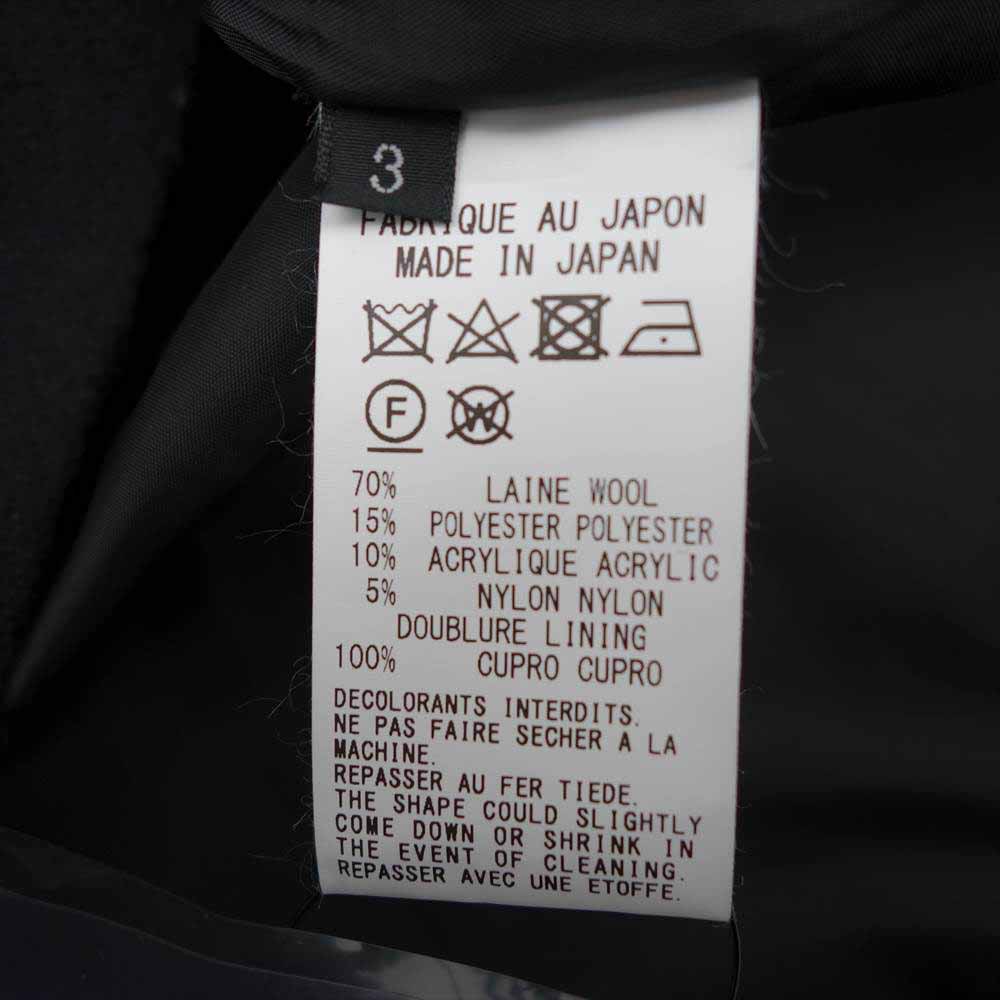 3
FABRIQUE AU JAPON
MADE IN JAPAN
F W
70% LAINE WOOL
15% POLYESTER POLYESTER
10% ACRYLIQUE ACRYLIC
5% NYLON NYLON
DOUBLURE LINING
100% CUPRO CUPRO
DECOLORANTS INTERDITS.
NE PAS FAIRE SECHER A LA
MACHINE.
REPASSER AU FER TIEDE.
THE SHAPE COULD SLIGHTLY
COME DOWN OR SHRINK IN
THE EVENT OF CLEANING.
REPASSER AVEC UNE ETOFFE.